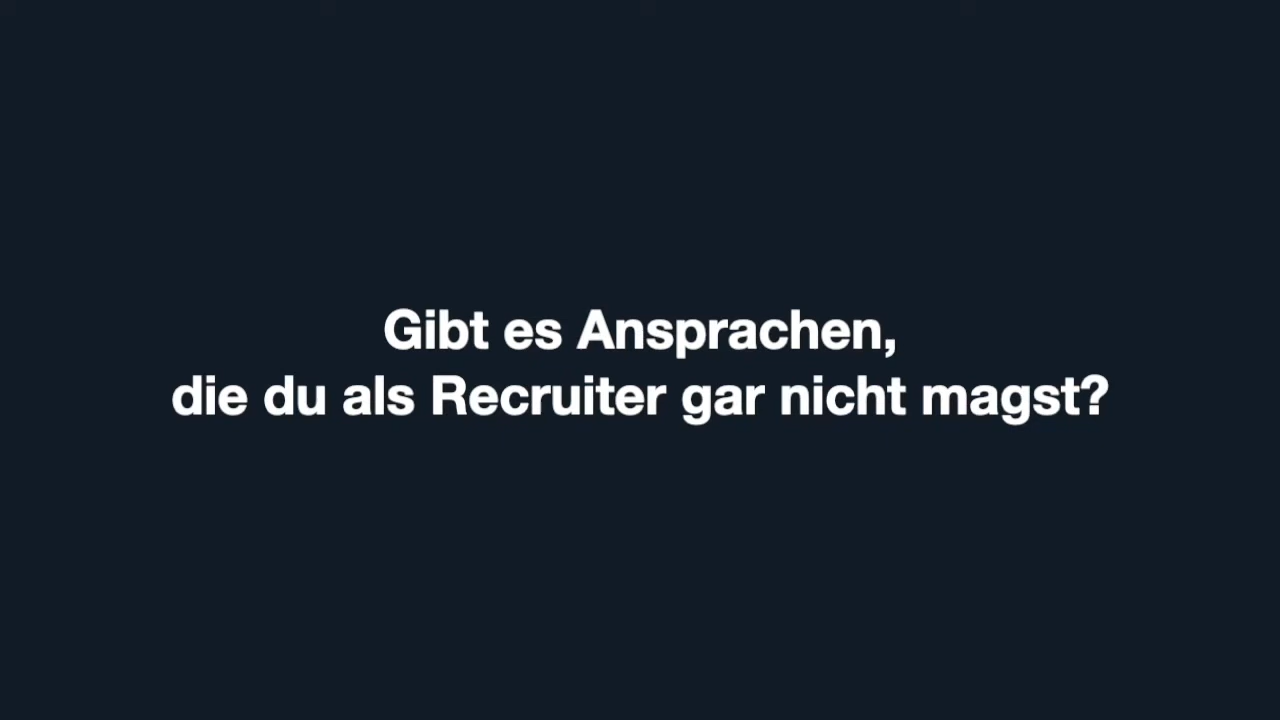 Gibt es Ansprachen,
die du als Recruiter gar nicht magst?